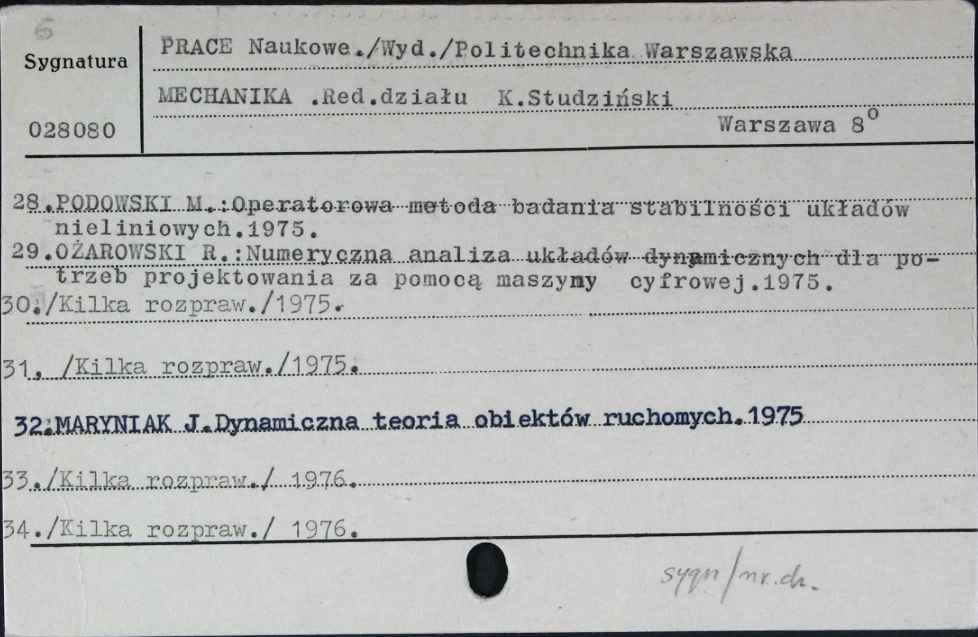 6
Sygnatura
028080
PRACE Naukowe./Wyd./Politechnika Warszawska
MECHANIKA .Red.działu K.Studziński
Warszawa 8°
28.PODOWSKI M.:Operatorowa metoda badania stabilności układów
nieliniowych.1975.
29.OŻAROWSKI R.:Numeryczna analiza układów dynamicznych dla po-
trzeb projektowania za pomocą maszyny cyfrowej.1975.
30./Kilka rozpraw./1975.
31, /Kilka rozpraw./1975.
32.MARYNIAK J.Dynamiczna teoria obiektów ruchomych.1975
33./Kilka rozpraw./ 1976.
34./Kilka rozpraw./ 1976.
sygn/nr.ch.